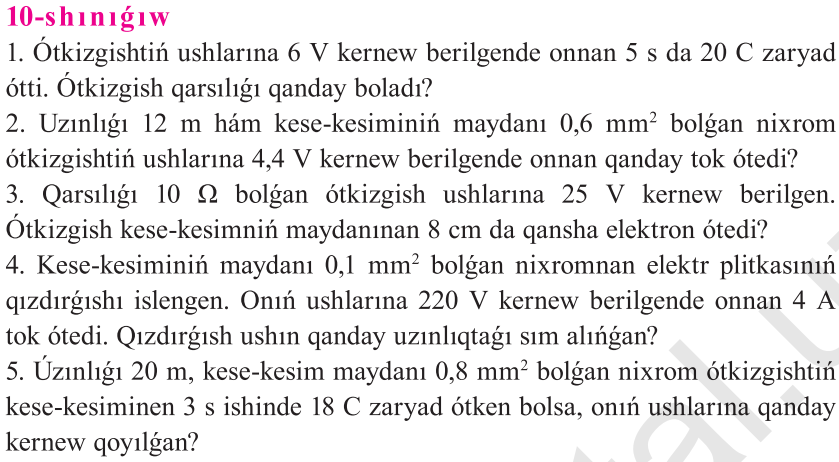 10-shınıǵıw
1. Ótkizgishtiń ushlarına 6 V kernew berilgende onnan 5 s da 20 C zaryad
ótti. Ótkizgish qarsılıǵı qanday boladı?
2. Uzınlıǵı 12 m hám kese-kesiminiń maydanı 0,6 mm² bolǵan nixrom
ótkizgishtiń ushlarına 4,4 V kernew berilgende onnan qanday tok ótedi?
3. Qarsılıǵı 10 Ω bolǵan ótkizgish ushlarına 25 V kernew berilgen.
Ótkizgish kese-kesimniń maydanınan 8 cm da qansha elektron ótedi?
4. Kese-kesiminiń maydanı 0,1 mm² bolǵan nixromnan elektr plitkasınıń
qızdırǵıshı islengen. Onıń ushlarına 220 V kernew berilgende onnan 4 A
tok ótedi. Qızdırǵısh ushın qanday uzınlıqtaǵı sım alınǵan?
5. Úzınlıǵı 20 m, kese-kesim maydanı 0,8 mm² bolǵan nixrom ótkizgishtiń
kese-kesiminen 3 s ishinde 18 C zaryad ótken bolsa, onıń ushlarına qanday
kernew qoyılǵan?